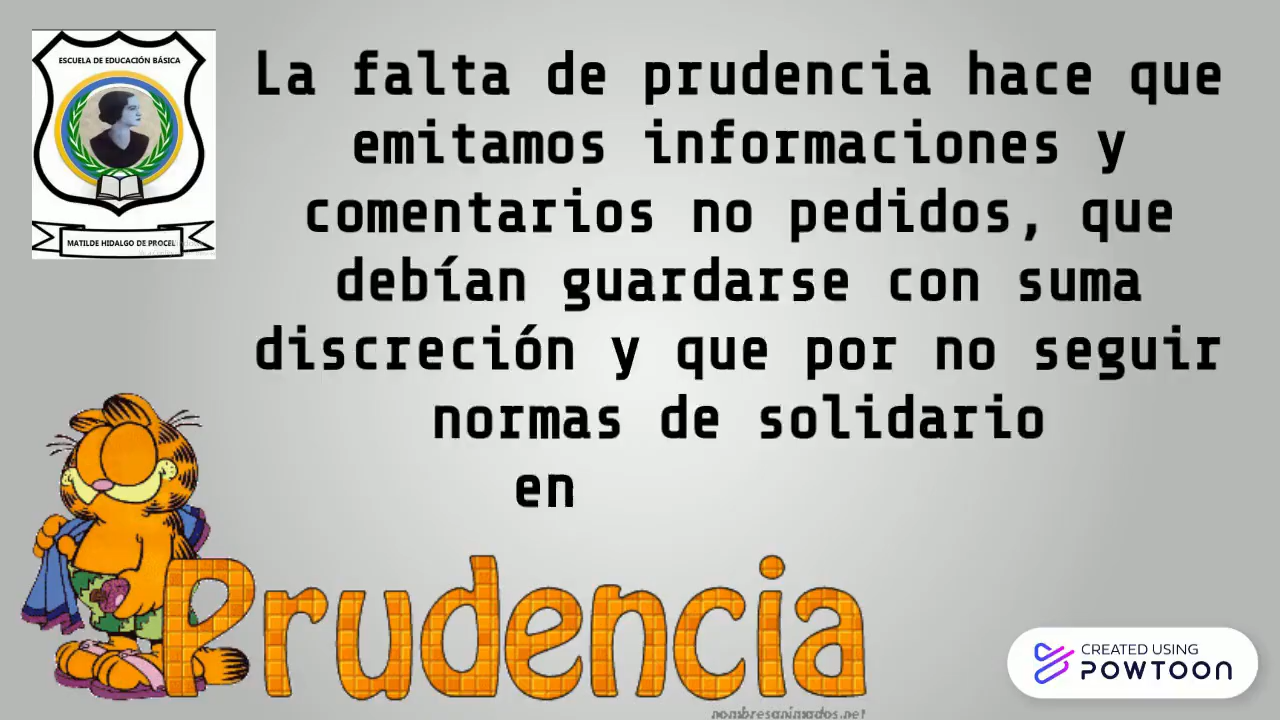 ESCUELA DE EDUCACIÓN BÁSICA
MATILDE HIDALGO DE PROCEL
La falta de prudencia hace que
emitamos informaciones y
comentarios no pedidos, que
debían guardarse con suma
discreción y que por no seguir
normas de solidario
en
Prudencia
nombresanimados.net
CREATED USING
POWTOON